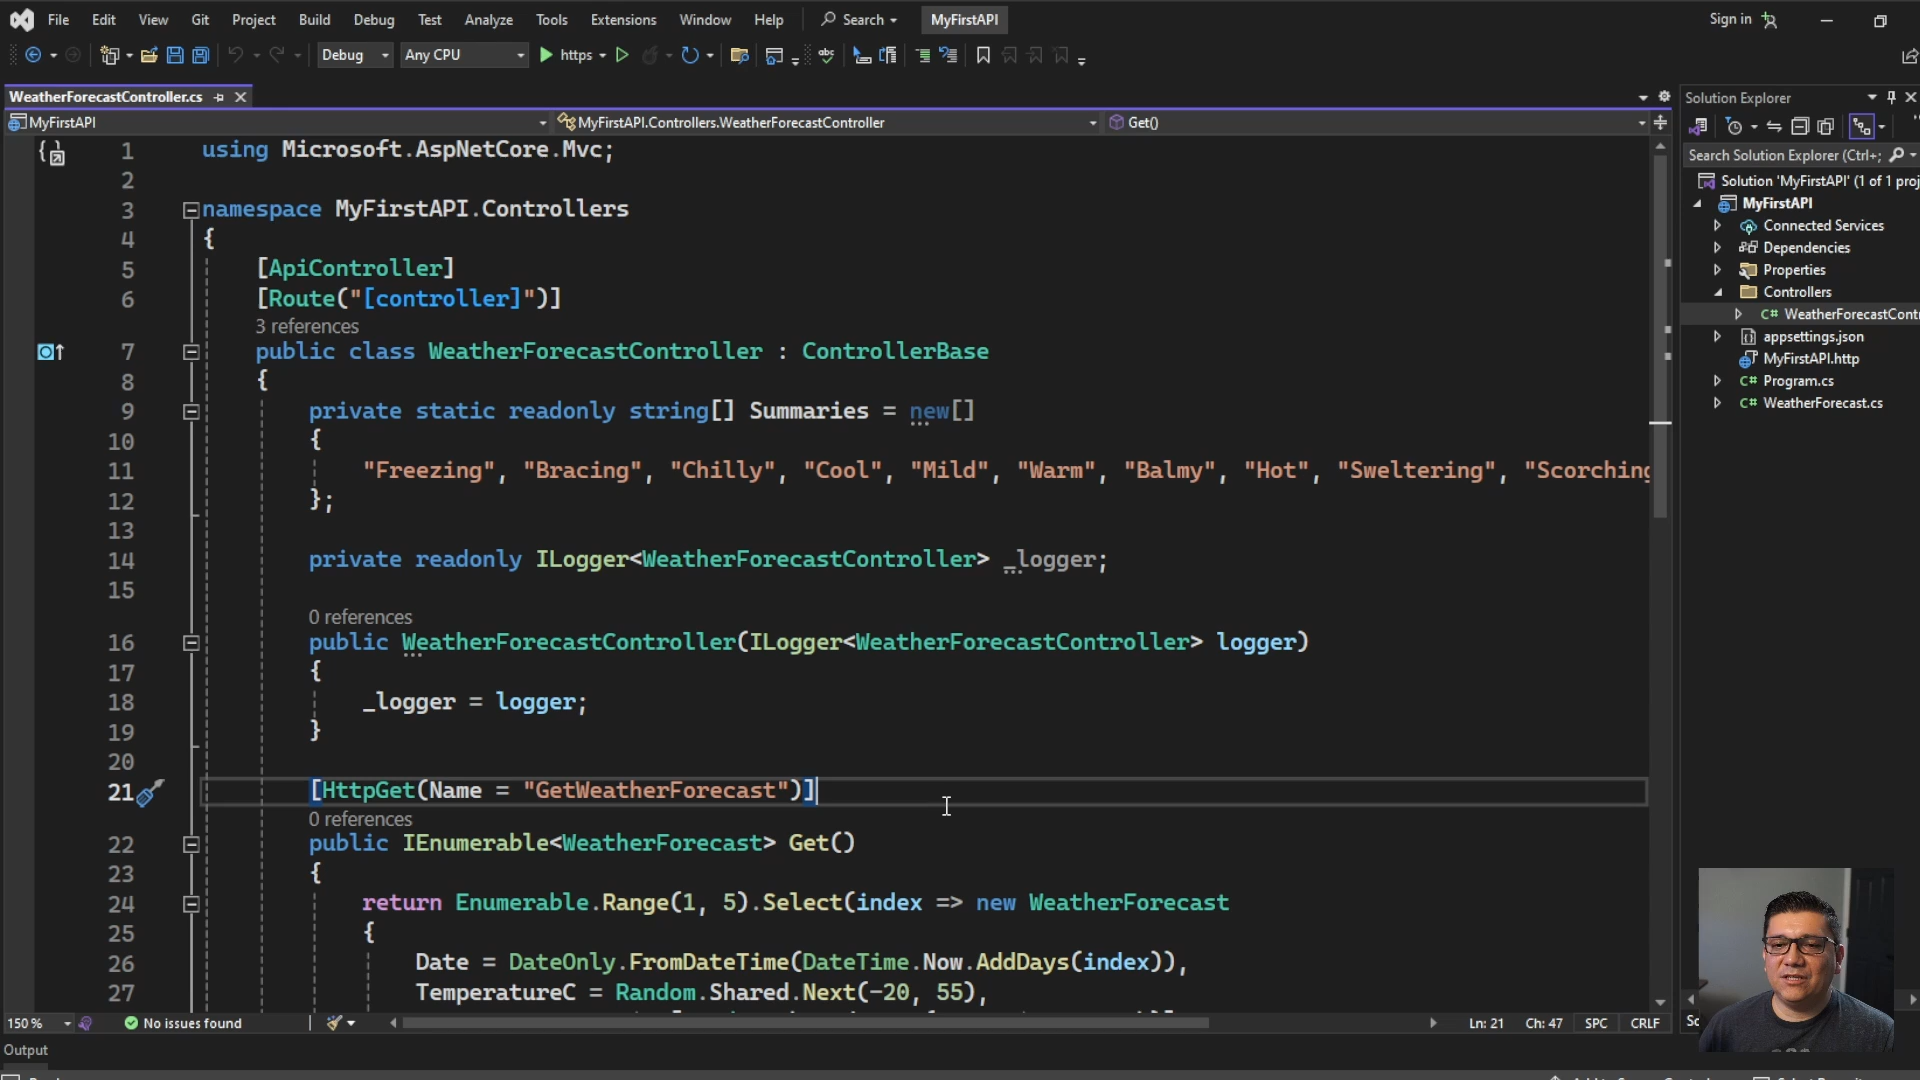 File Edit View Git Project Build Debug Test Analyze Tools Extensions Window Help Search MyFirstAPI Sign in
Debug Any CPU https
WeatherForecastController.cs
MyFirstAPI MyFirstAPI.Controllers.WeatherForecastController Get()
1 using Microsoft.AspNetCore.Mvc;
2
3 namespace MyFirstAPI.Controllers
4 {
5 [ApiController]
6 [Route("[controller]")]
3 references
7 public class WeatherForecastController : ControllerBase
8 {
9 private static readonly string[] Summaries = new[]
10 {
11 "Freezing", "Bracing", "Chilly", "Cool", "Mild", "Warm", "Balmy", "Hot", "Sweltering", "Scorching
12 };
13
14 private readonly ILogger<WeatherForecastController> _logger;
15
0 references
16 public WeatherForecastController(ILogger<WeatherForecastController> logger)
17 {
18 _logger = logger;
19 }
20
21 [HttpGet(Name = "GetWeatherForecast")]
0 references
22 public IEnumerable<WeatherForecast> Get()
23 {
24 return Enumerable.Range(1, 5).Select(index => new WeatherForecast
25 {
26 Date = DateOnly.FromDateTime(DateTime.Now.AddDays(index)),
27 TemperatureC = Random.Shared.Next(-20, 55),
150 % No issues found Ln: 21 Ch: 47 SPC CRLF
Output
Solution Explorer
Search Solution Explorer (Ctrl+;
Solution 'MyFirstAPI' (1 of 1 proj
MyFirstAPI
Connected Services
Dependencies
Properties
Controllers
C# WeatherForecastContr
appsettings.json
MyFirstAPI.http
C# Program.cs
C# WeatherForecast.cs